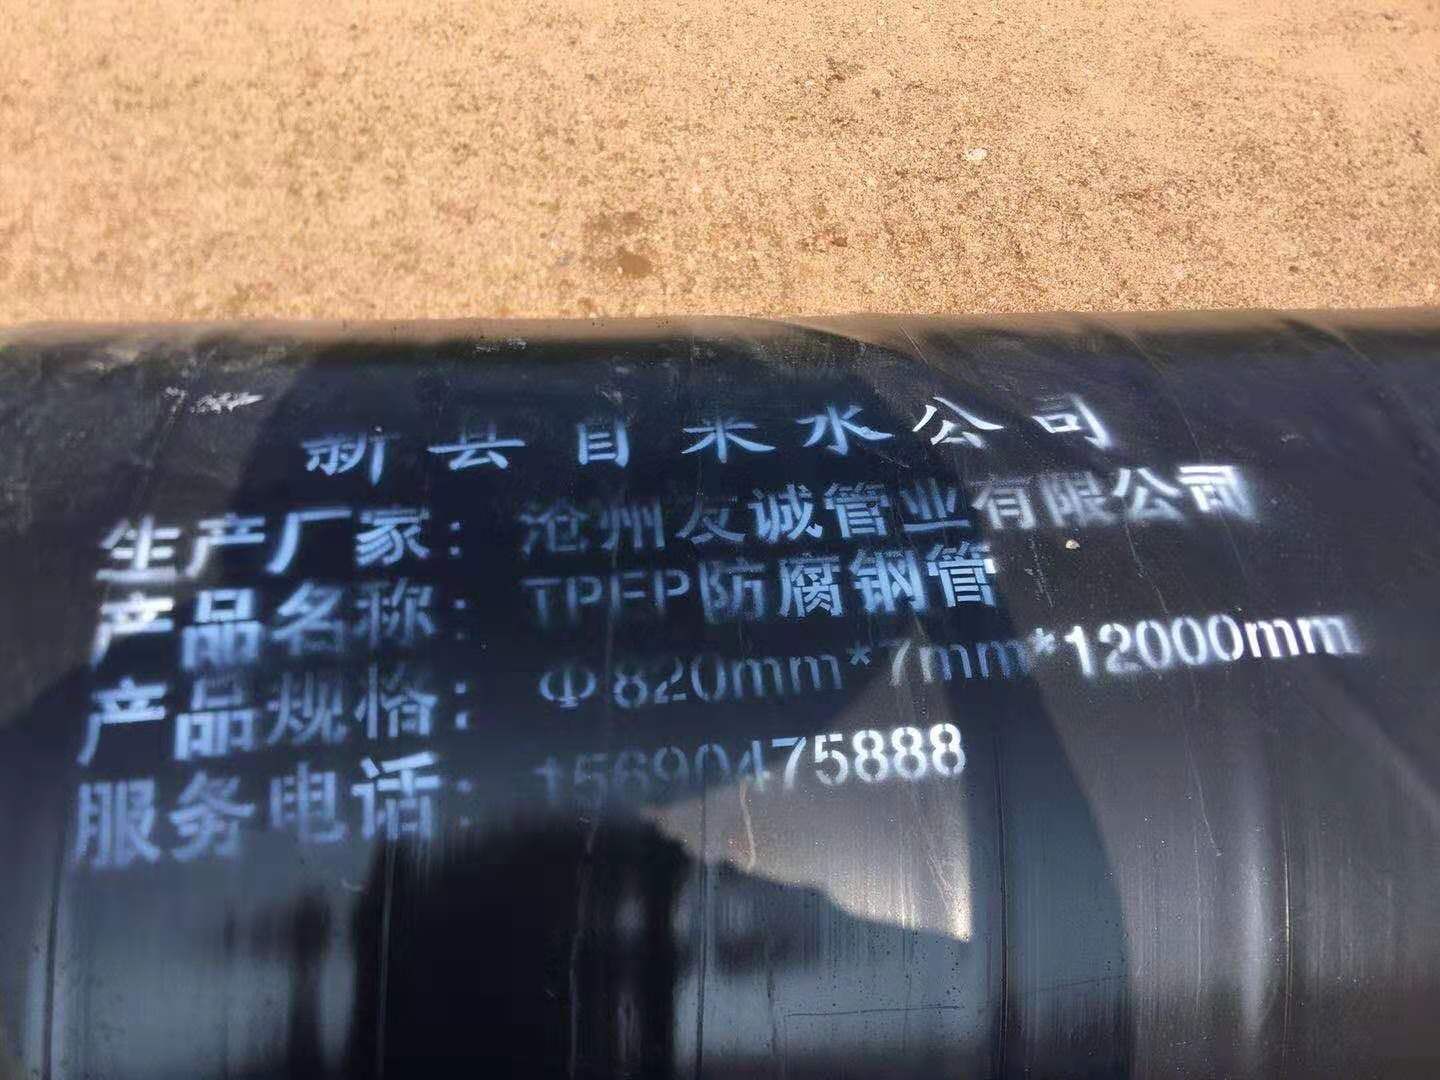 新县自来水公司
生产厂家：沧州友诚管业有限公司
产品名称：TPEP防腐钢管
产品规格：Φ820mm*7mm*12000mm
服务电话：15690475888